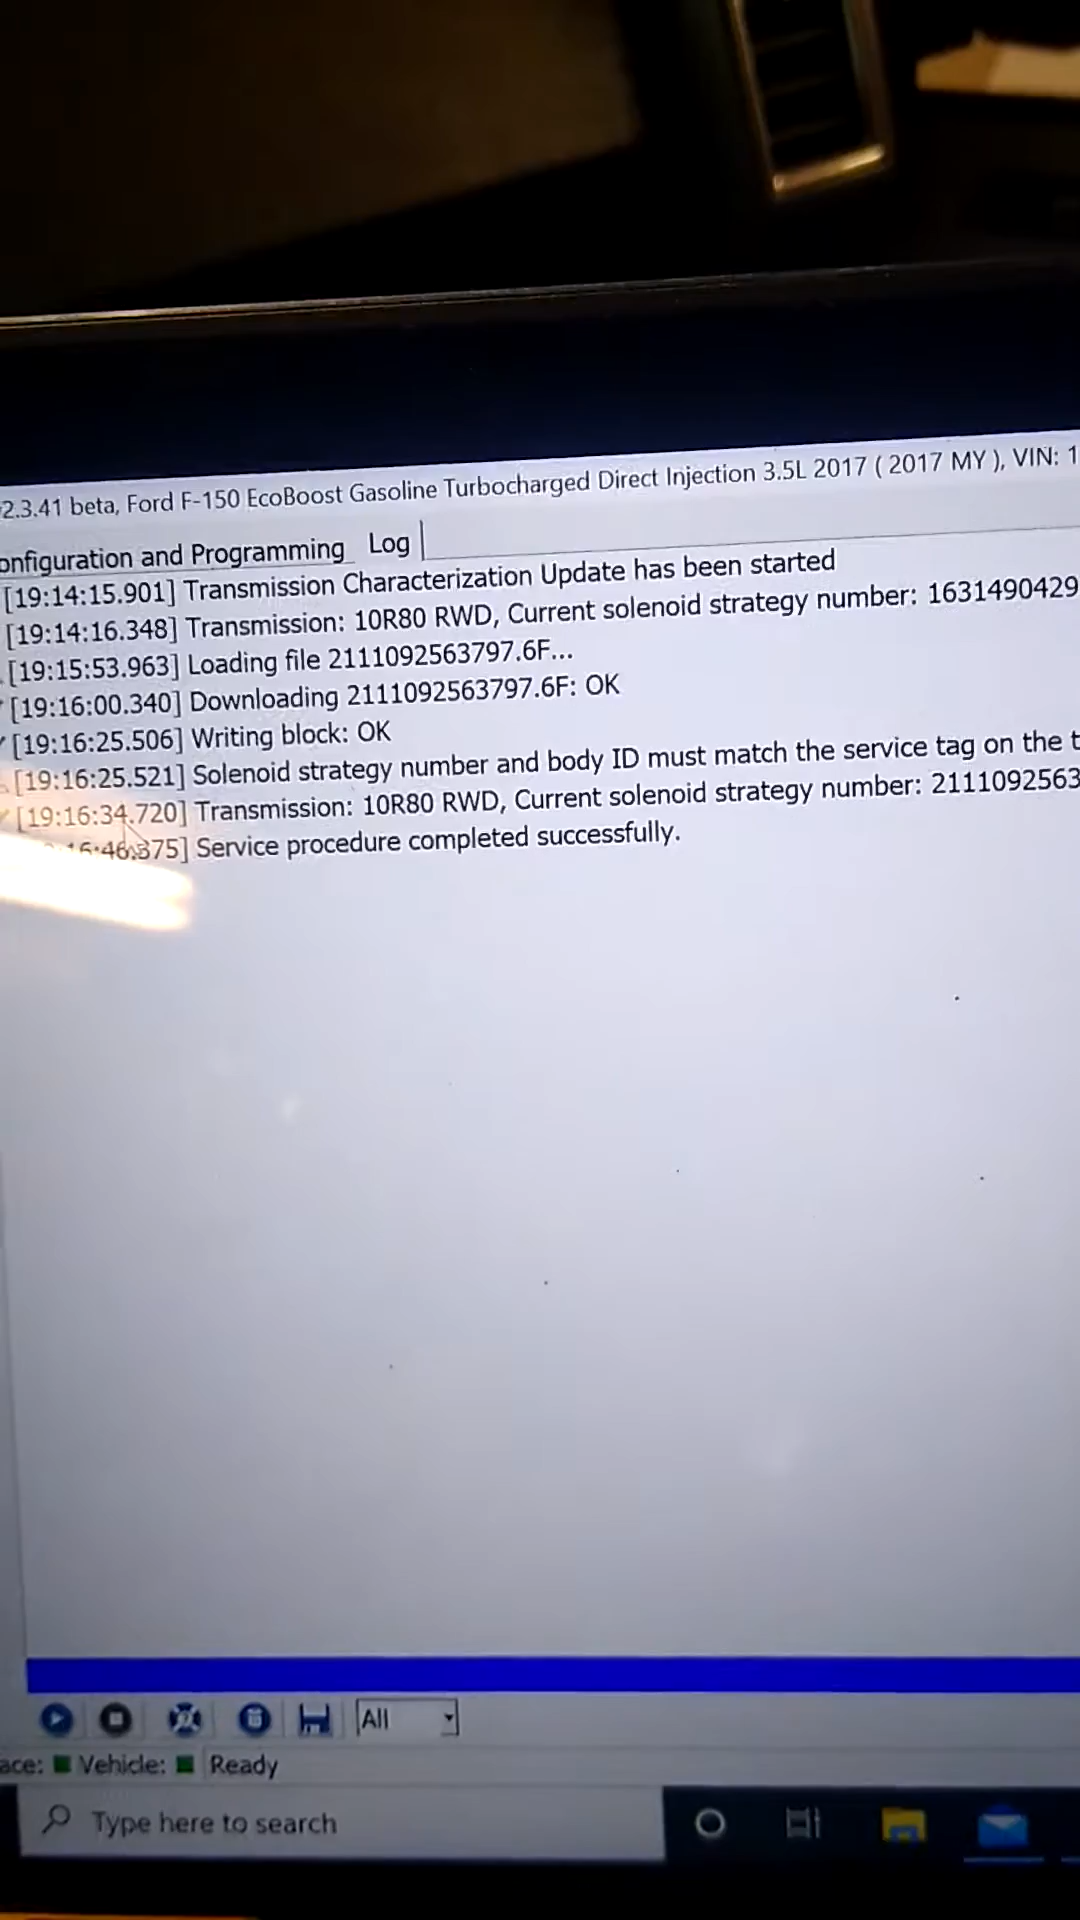 2.3.41 beta, Ford F-150 EcoBoost Gasoline Turbocharged Direct Injection 3.5L 2017 ( 2017 MY ), VIN: 1
onfiguration and Programming Log
[19:14:15.901] Transmission Characterization Update has been started
[19:14:16.348] Transmission: 10R80 RWD, Current solenoid strategy number: 1631490429
[19:15:53.963] Loading file 2111092563797.6F...
[19:16:00.340] Downloading 2111092563797.6F: OK
[19:16:25.506] Writing block: OK
[19:16:25.521] Solenoid strategy number and body ID must match the service tag on the t
[19:16:34.720] Transmission: 10R80 RWD, Current solenoid strategy number: 2111092563
16:46.375] Service procedure completed successfully.
All
ace: Vehicle: Ready
Type here to search